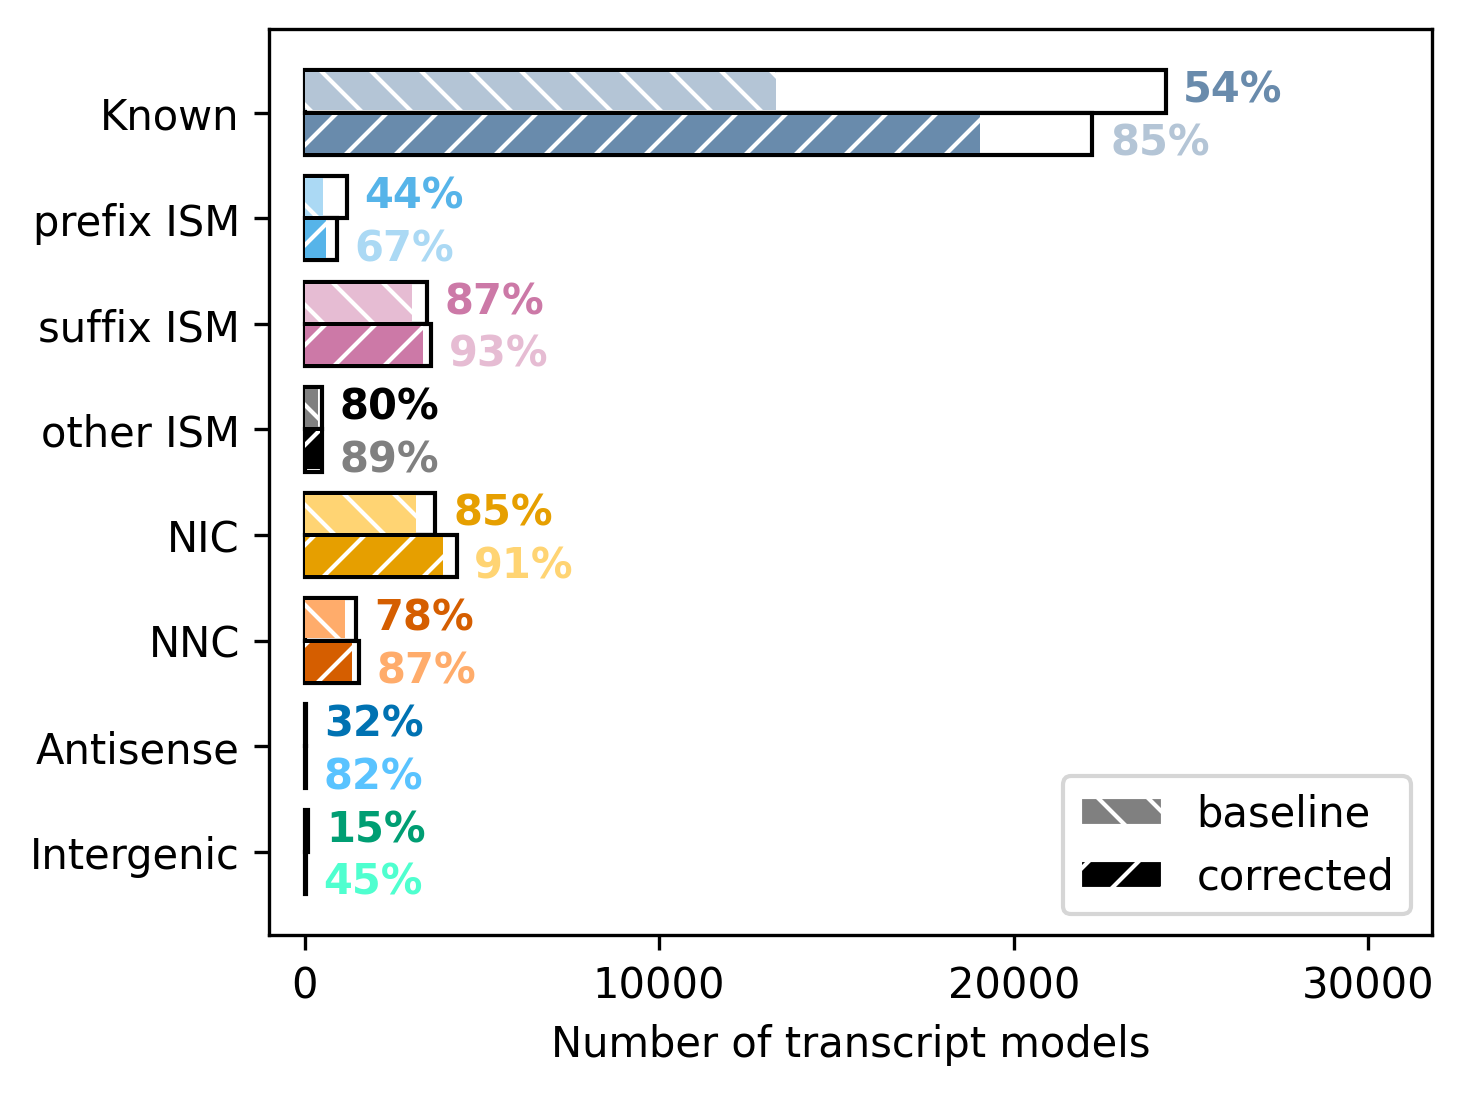 Known
54%
85%
prefix ISM
44%
67%
suffix ISM
87%
93%
other ISM
80%
89%
NIC
85%
91%
NNC
78%
87%
Antisense
32%
82%
Intergenic
15%
45%
baseline
corrected
0 10000 20000 30000
Number of transcript models